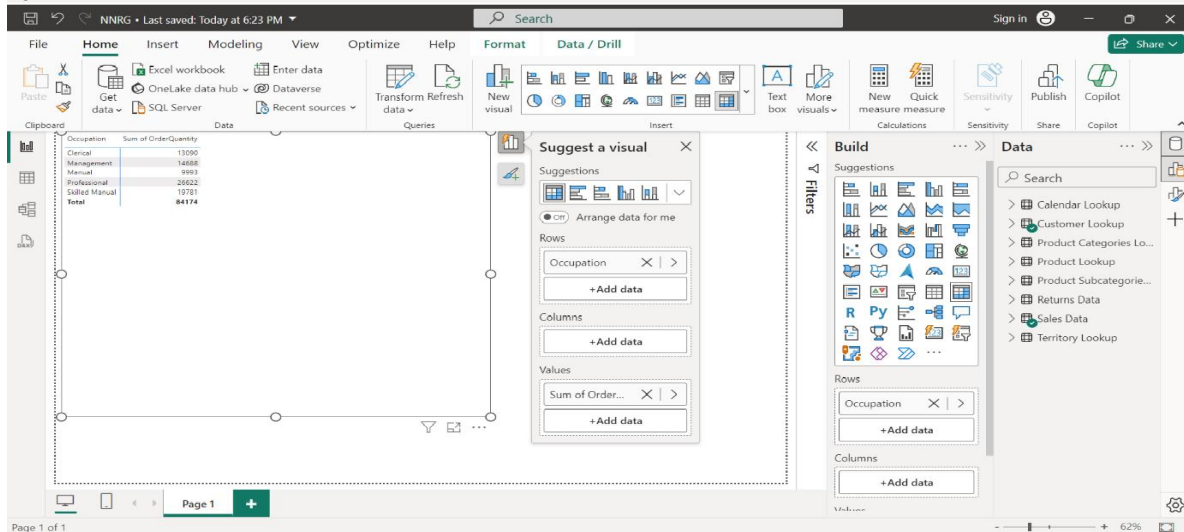 NNRG • Last saved: Today at 6:23 PM
Search
Sign in
File Home Insert Modeling View Optimize Help Format Data / Drill
Share
Paste
Get data
Excel workbook
OneLake data hub
SQL Server
Enter data
Dataverse
Recent sources
Transform data
Refresh
New visual
Text box
More visuals
New measure
Quick measure
Sensitivity
Publish
Copilot
Clipboard Data Queries Insert Calculations Sensitivity Share Copilot
Occupation Sum of OrderQuantity
Clerical 13090
Management 14688
Manual 9993
Professional 26622
Skilled Manual 19781
Total 84174
Suggest a visual
Suggestions
Off Arrange data for me
Rows
Occupation
+Add data
Columns
+Add data
Values
Sum of Order...
+Add data
Filters
Build
Suggestions
123
R Py
Rows
Occupation
+Add data
Columns
+Add data
Values
Data
Search
Calendar Lookup
Customer Lookup
Product Categories Lo...
Product Lookup
Product Subcategorie...
Returns Data
Sales Data
Territory Lookup
Page 1
Page 1 of 1
62%